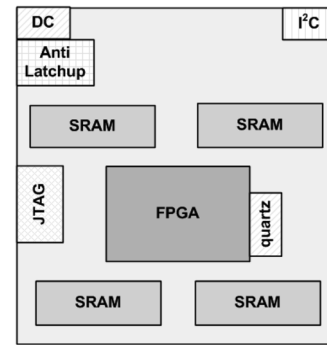 DC
I²C
Anti
Latchup
SRAM
SRAM
JTAG
FPGA
quartz
SRAM
SRAM